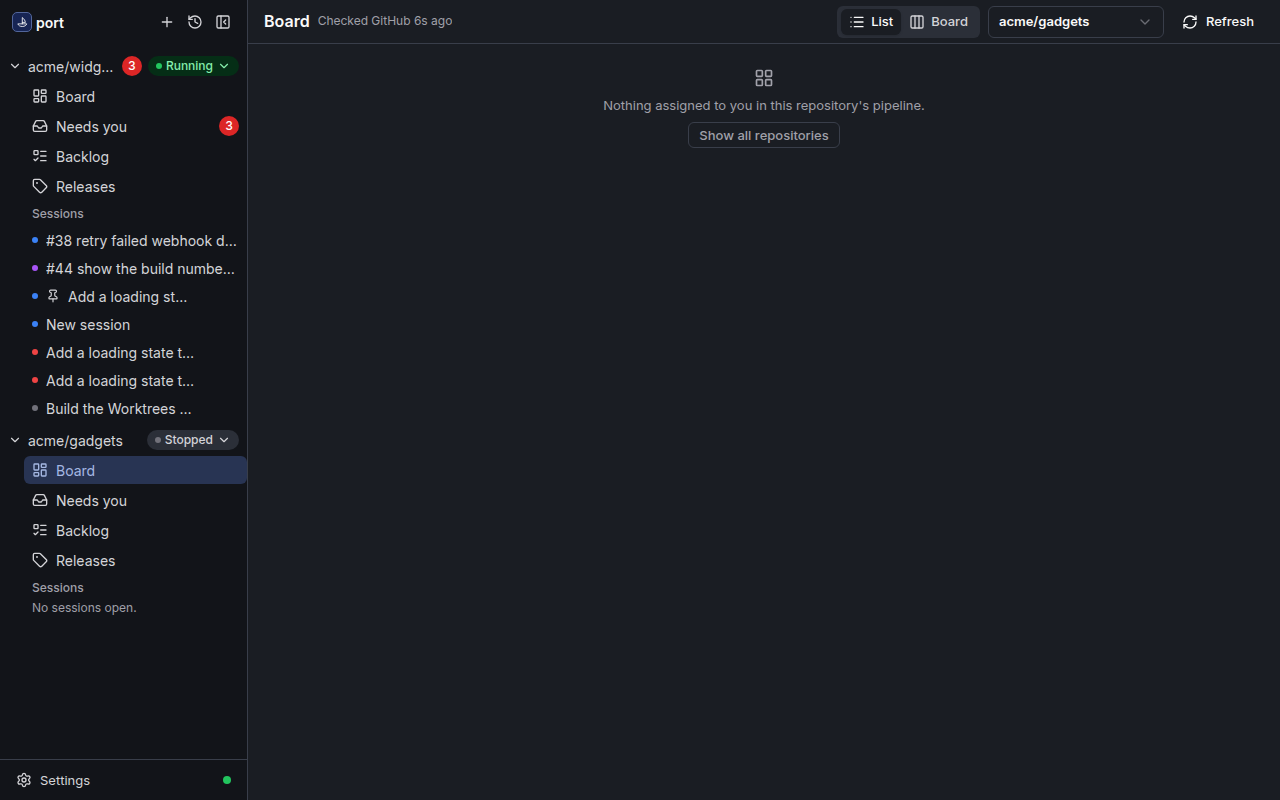 port
acme/widg... 3 Running
Board
Needs you 3
Backlog
Releases
Sessions
#38 retry failed webhook d...
#44 show the build numbe...
Add a loading st...
New session
Add a loading state t...
Add a loading state t...
Build the Worktrees ...
acme/gadgets Stopped
Board
Needs you
Backlog
Releases
Sessions
No sessions open.
Settings
Board Checked GitHub 6s ago List Board acme/gadgets Refresh
Nothing assigned to you in this repository's pipeline.
Show all repositories